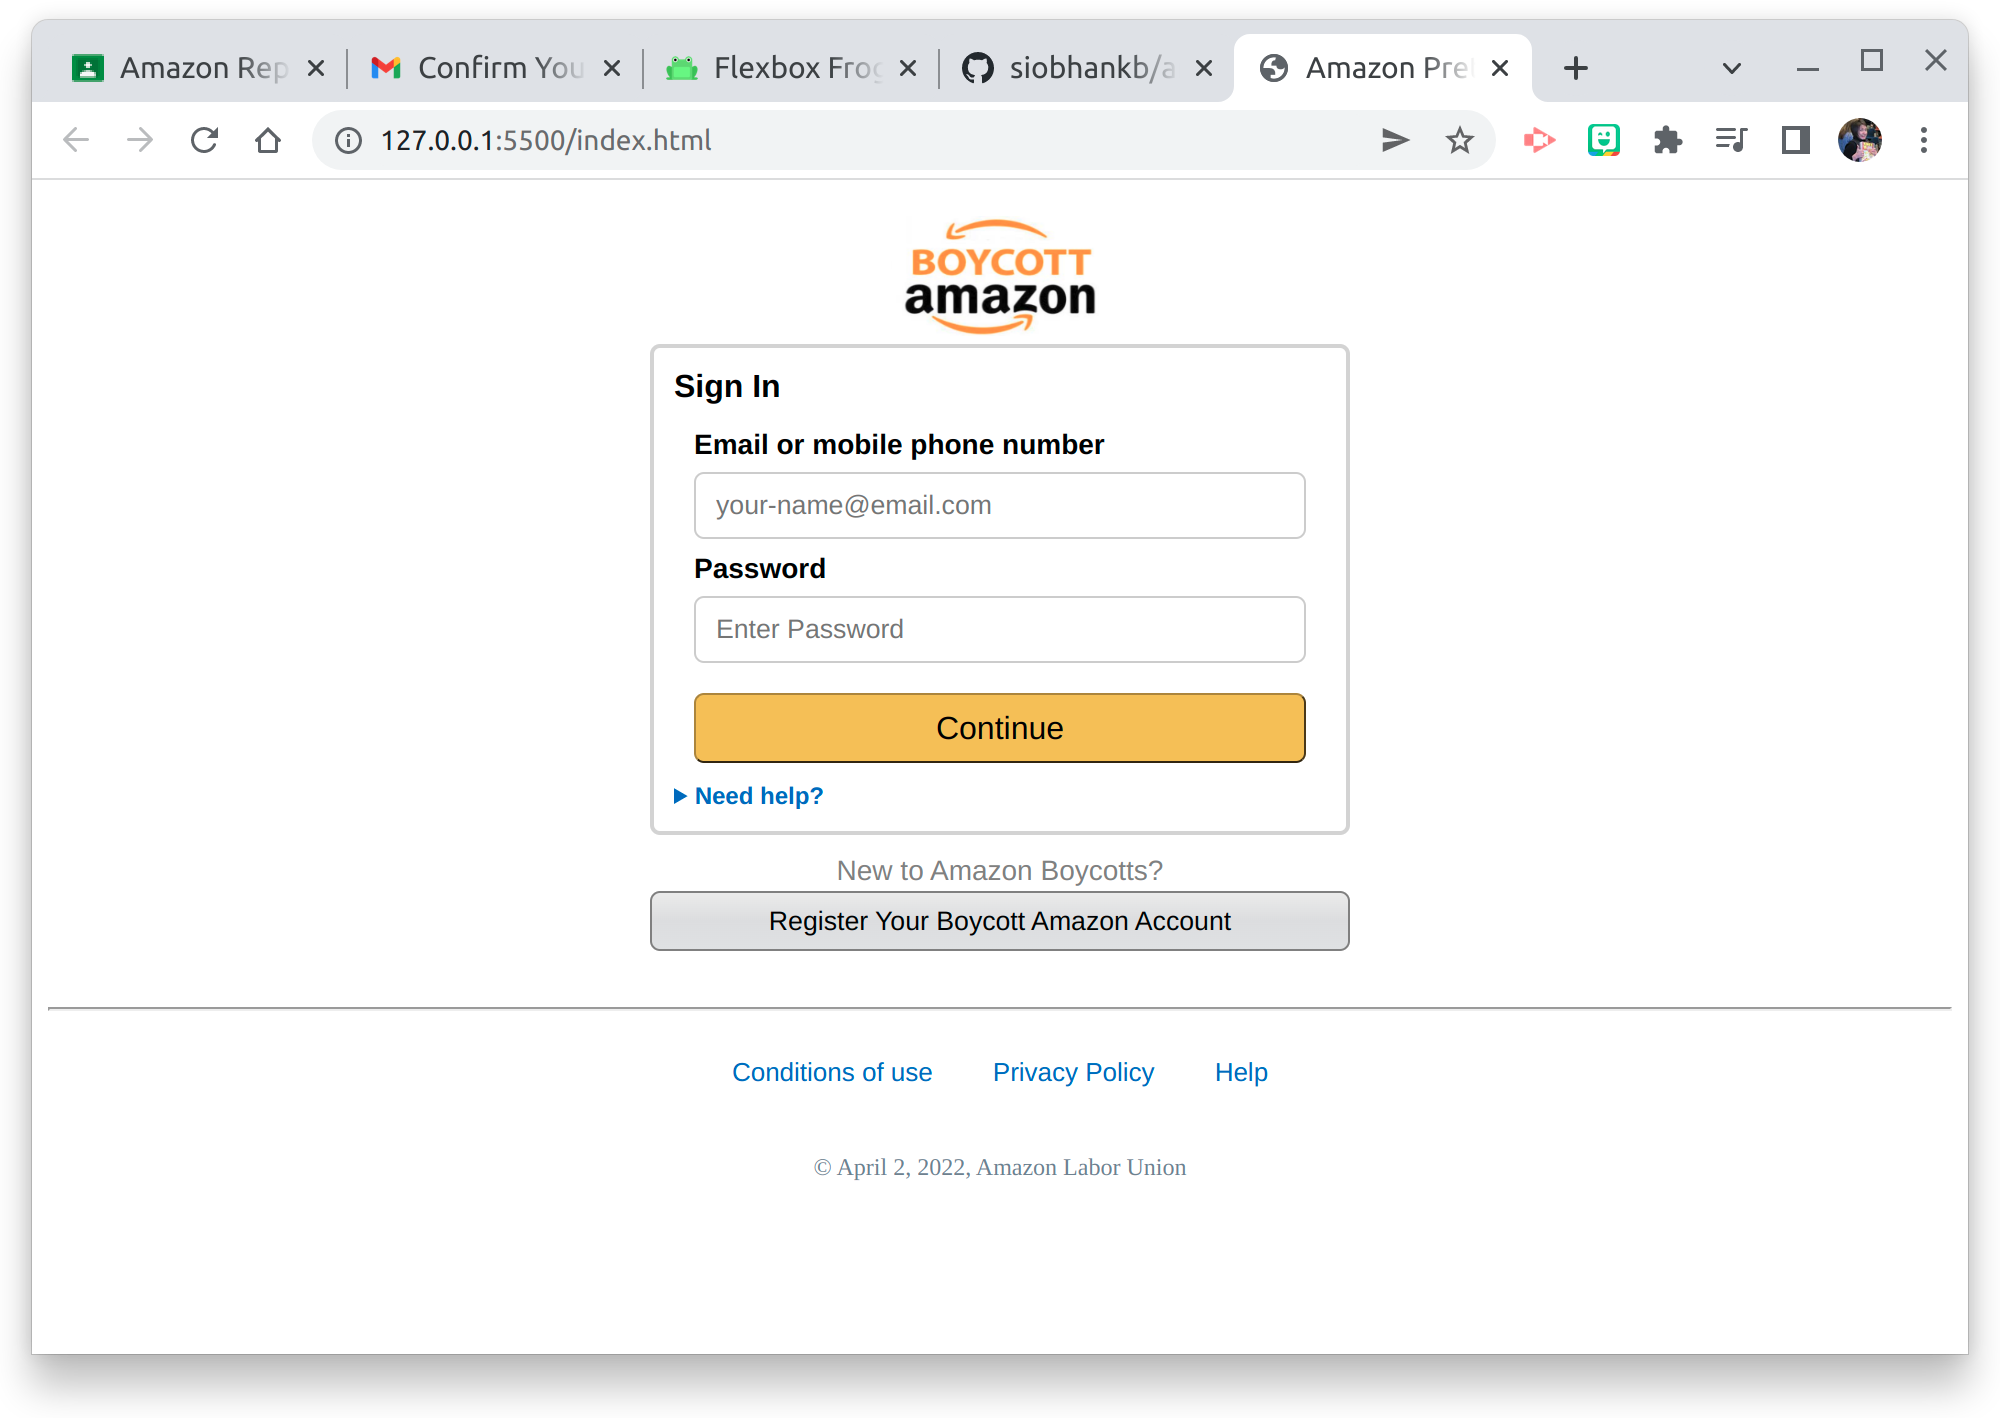 Amazon Rep
Confirm You
Flexbox Frog
siobhankb/a
Amazon Pre
127.0.0.1:5500/index.html
BOYCOTT
amazon
Sign In
Email or mobile phone number
your-name@email.com
Password
Enter Password
Continue
Need help?
New to Amazon Boycotts?
Register Your Boycott Amazon Account
Conditions of use Privacy Policy Help
© April 2, 2022, Amazon Labor Union